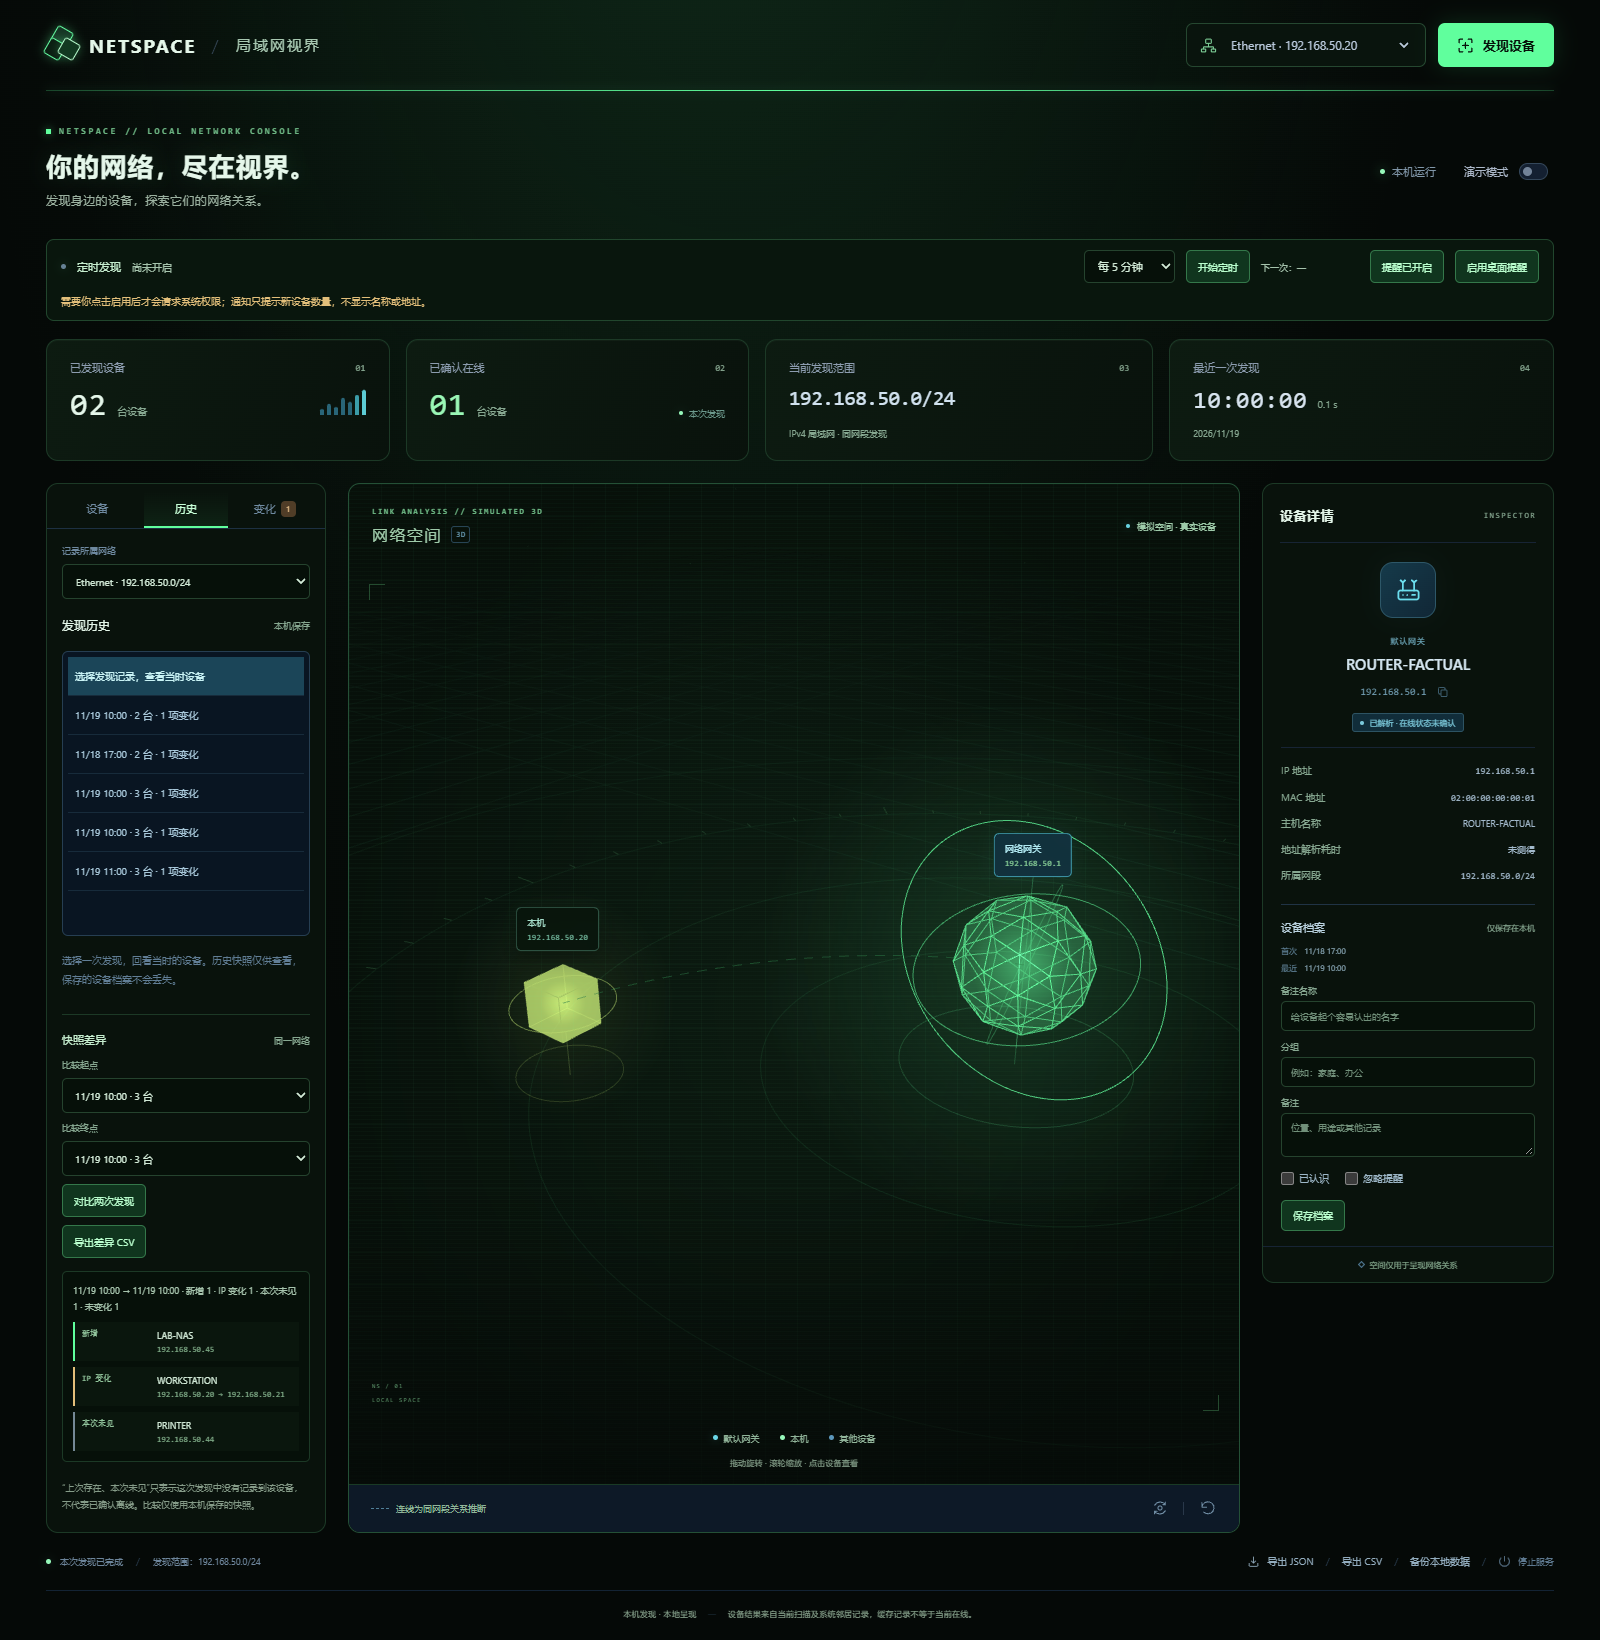 NETSPACE / 局域网视界
Ethernet · 192.168.50.20
发现设备
NETSPACE // LOCAL NETWORK CONSOLE
你的网络，尽在视界。
发现身边的设备，探索它们的网络关系。
本机运行
演示模式
定时发现 尚未开启
每 5 分钟
开始定时
下一次：—
提醒已开启
启用桌面提醒
需要你点击启用后才会请求系统权限；通知只提示新设备数量，不显示名称或地址。
已发现设备 01
02 台设备
已确认在线 02
01 台设备
本次发现
当前发现范围 03
192.168.50.0/24
IPv4 局域网 · 同网段发现
最近一次发现 04
10:00:00 0.1 s
2026/11/19
设备
历史
变化 1
记录所属网络
Ethernet · 192.168.50.0/24
发现历史 本机保存
选择发现记录，查看当时设备
11/19 10:00 · 2 台 · 1 项变化
11/18 17:00 · 2 台 · 1 项变化
11/19 10:00 · 3 台 · 1 项变化
11/19 10:00 · 3 台 · 1 项变化
11/19 11:00 · 3 台 · 1 项变化
选择一次发现，回看当时的设备。历史快照仅供查看，
保存的设备档案不会丢失。
快照差异 同一网络
比较起点
11/19 10:00 · 3 台
比较终点
11/19 10:00 · 3 台
对比两次发现
导出差异 CSV
11/19 10:00 → 11/19 10:00 · 新增 1 · IP 变化 1 · 本次未见
1 · 未变化 1
新增 LAB-NAS
192.168.50.45
IP 变化 WORKSTATION
192.168.50.20 → 192.168.50.21
本次未见 PRINTER
192.168.50.44
“上次存在、本次未见”只表示这次发现中没有记录到该设备，
不代表已确认离线。比较仅使用本机保存的快照。
LINK ANALYSIS // SIMULATED 3D
网络空间 3D
模拟空间 · 真实设备
网络网关
192.168.50.1
本机
192.168.50.20
NS / 01
LOCAL SPACE
默认网关
本机
其他设备
拖动旋转 · 滚轮缩放 · 点击设备查看
连线为同网段关系推断
设备详情 INSPECTOR
默认网关
ROUTER-FACTUAL
192.168.50.1
已解析 · 在线状态未确认
IP 地址 192.168.50.1
MAC 地址 02:00:00:00:00:01
主机名称 ROUTER-FACTUAL
地址解析耗时 未测得
所属网段 192.168.50.0/24
设备档案 仅保存在本机
首次 11/18 17:00
最近 11/19 10:00
备注名称
给设备起个容易认出的名字
分组
例如：家庭、办公
备注
位置、用途或其他记录
已认识
忽略提醒
保存档案
空间仅用于呈现网络关系
本次发现已完成 / 发现范围：192.168.50.0/24
导出 JSON / 导出 CSV / 备份本地数据 / 停止服务
本机发现 · 本地呈现 — 设备结果来自当前扫描及系统邻居记录，缓存记录不等于当前在线。